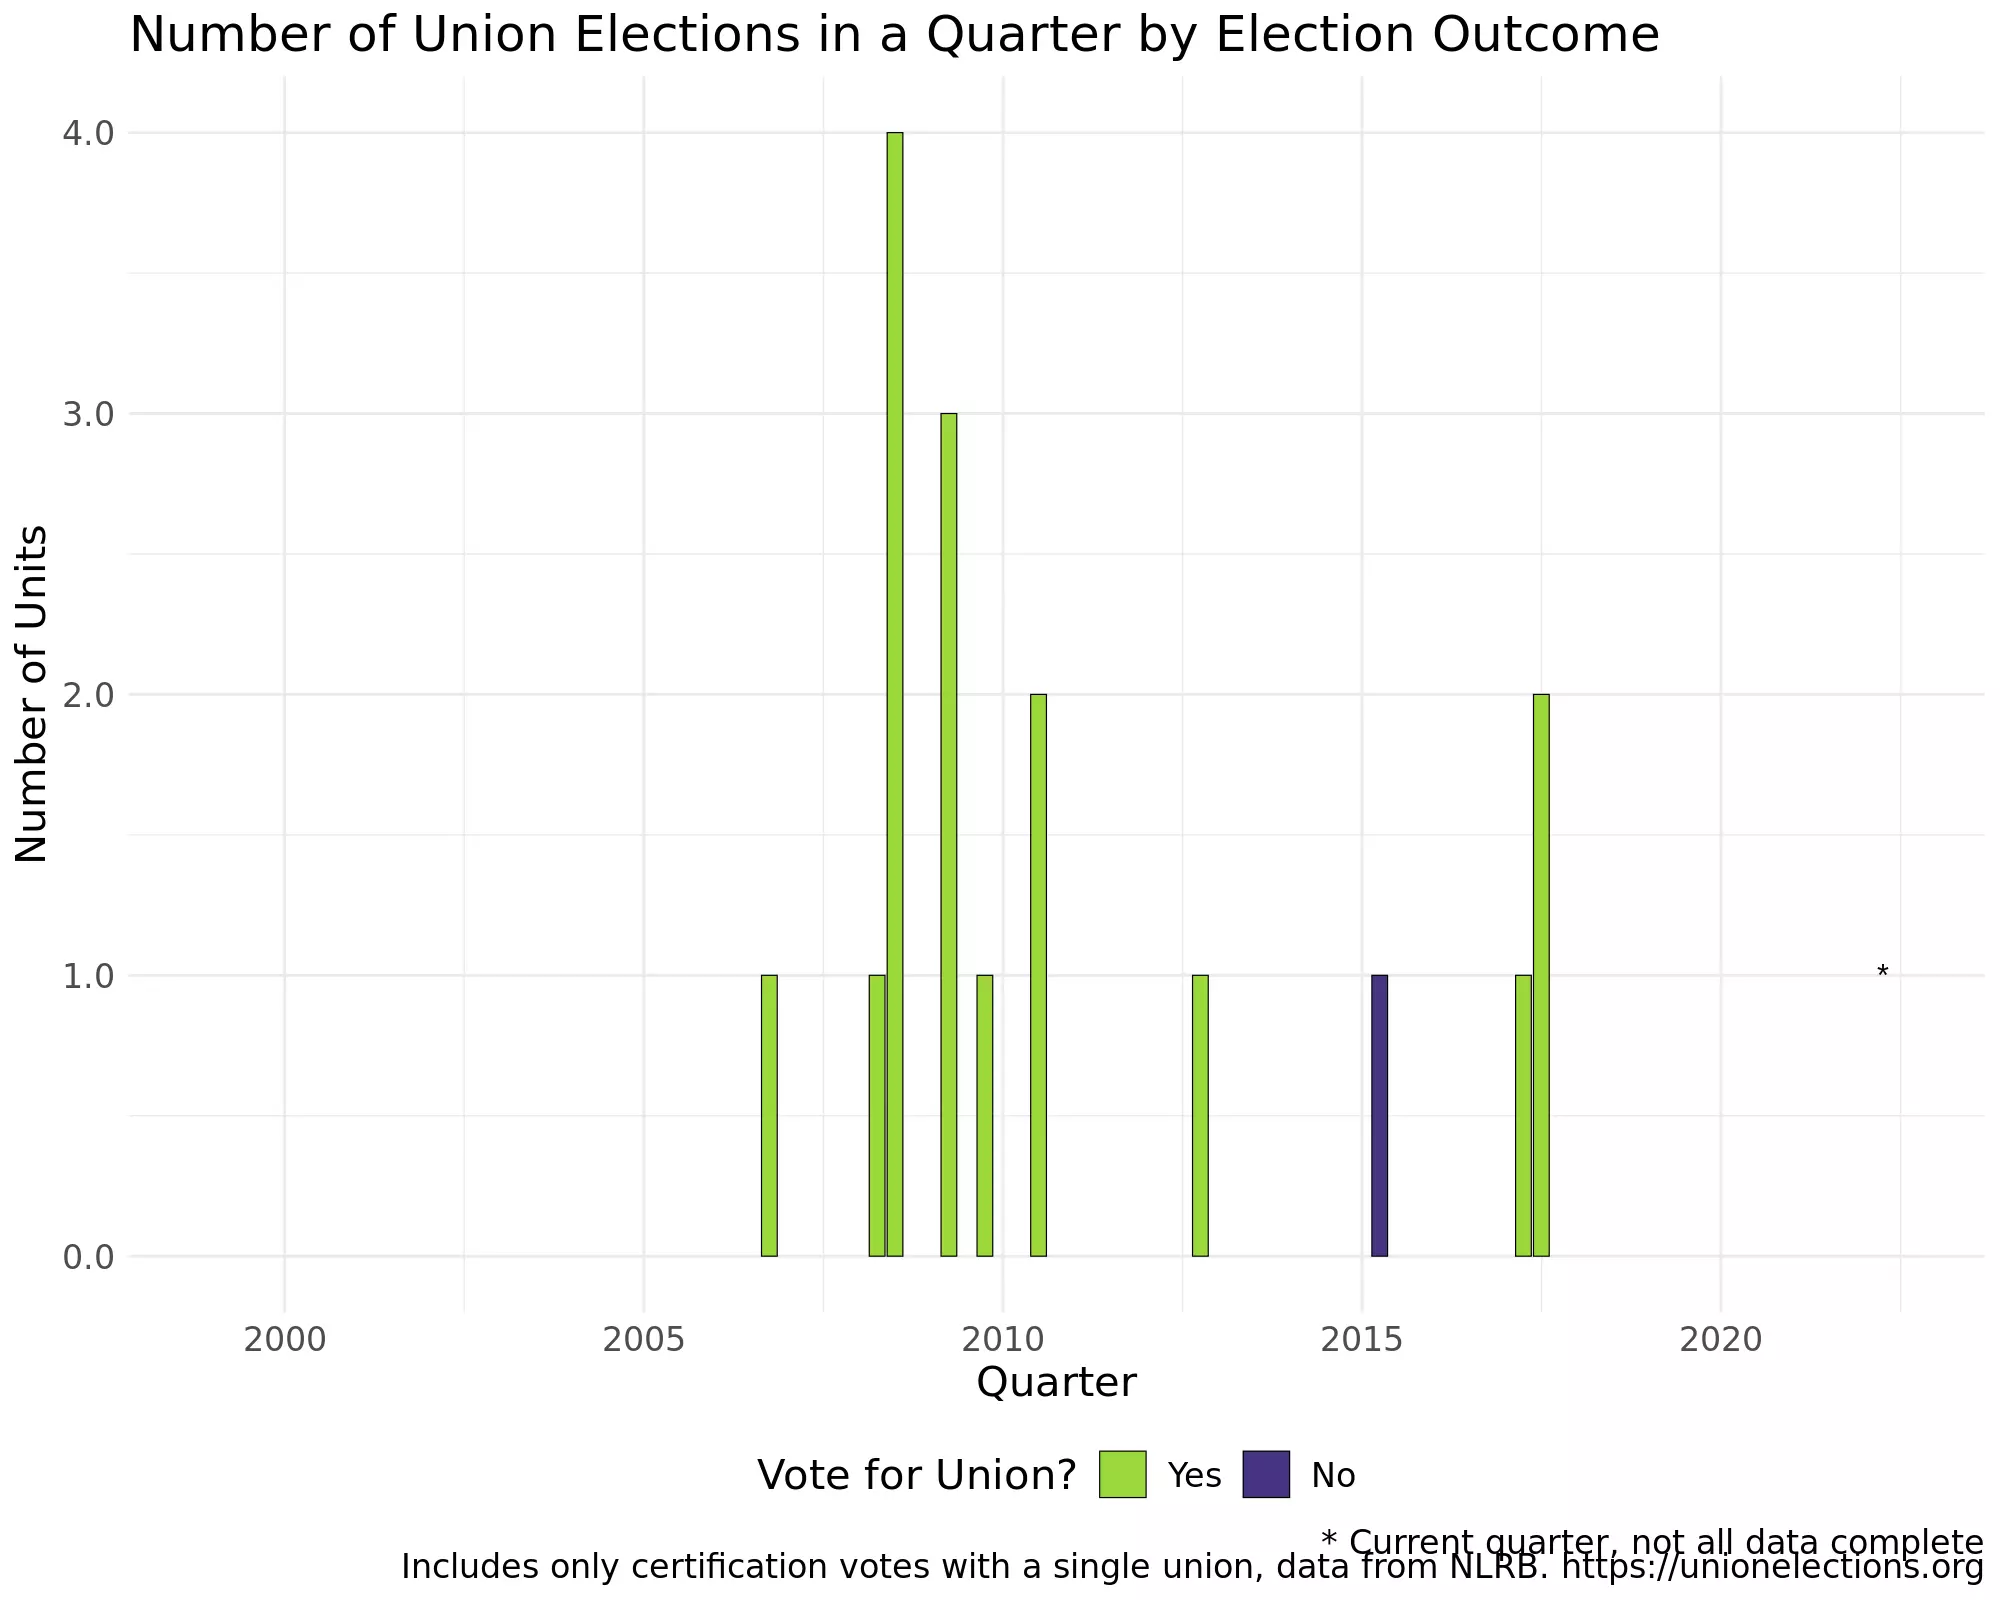 Number of Union Elections in a Quarter by Election Outcome
Number of Units
4.0
3.0
2.0
1.0
0.0
*
2000 2005 2010 2015 2020
Quarter
Vote for Union? Yes No
* Current quarter, not all data complete
Includes only certification votes with a single union, data from NLRB. https://unionelections.org